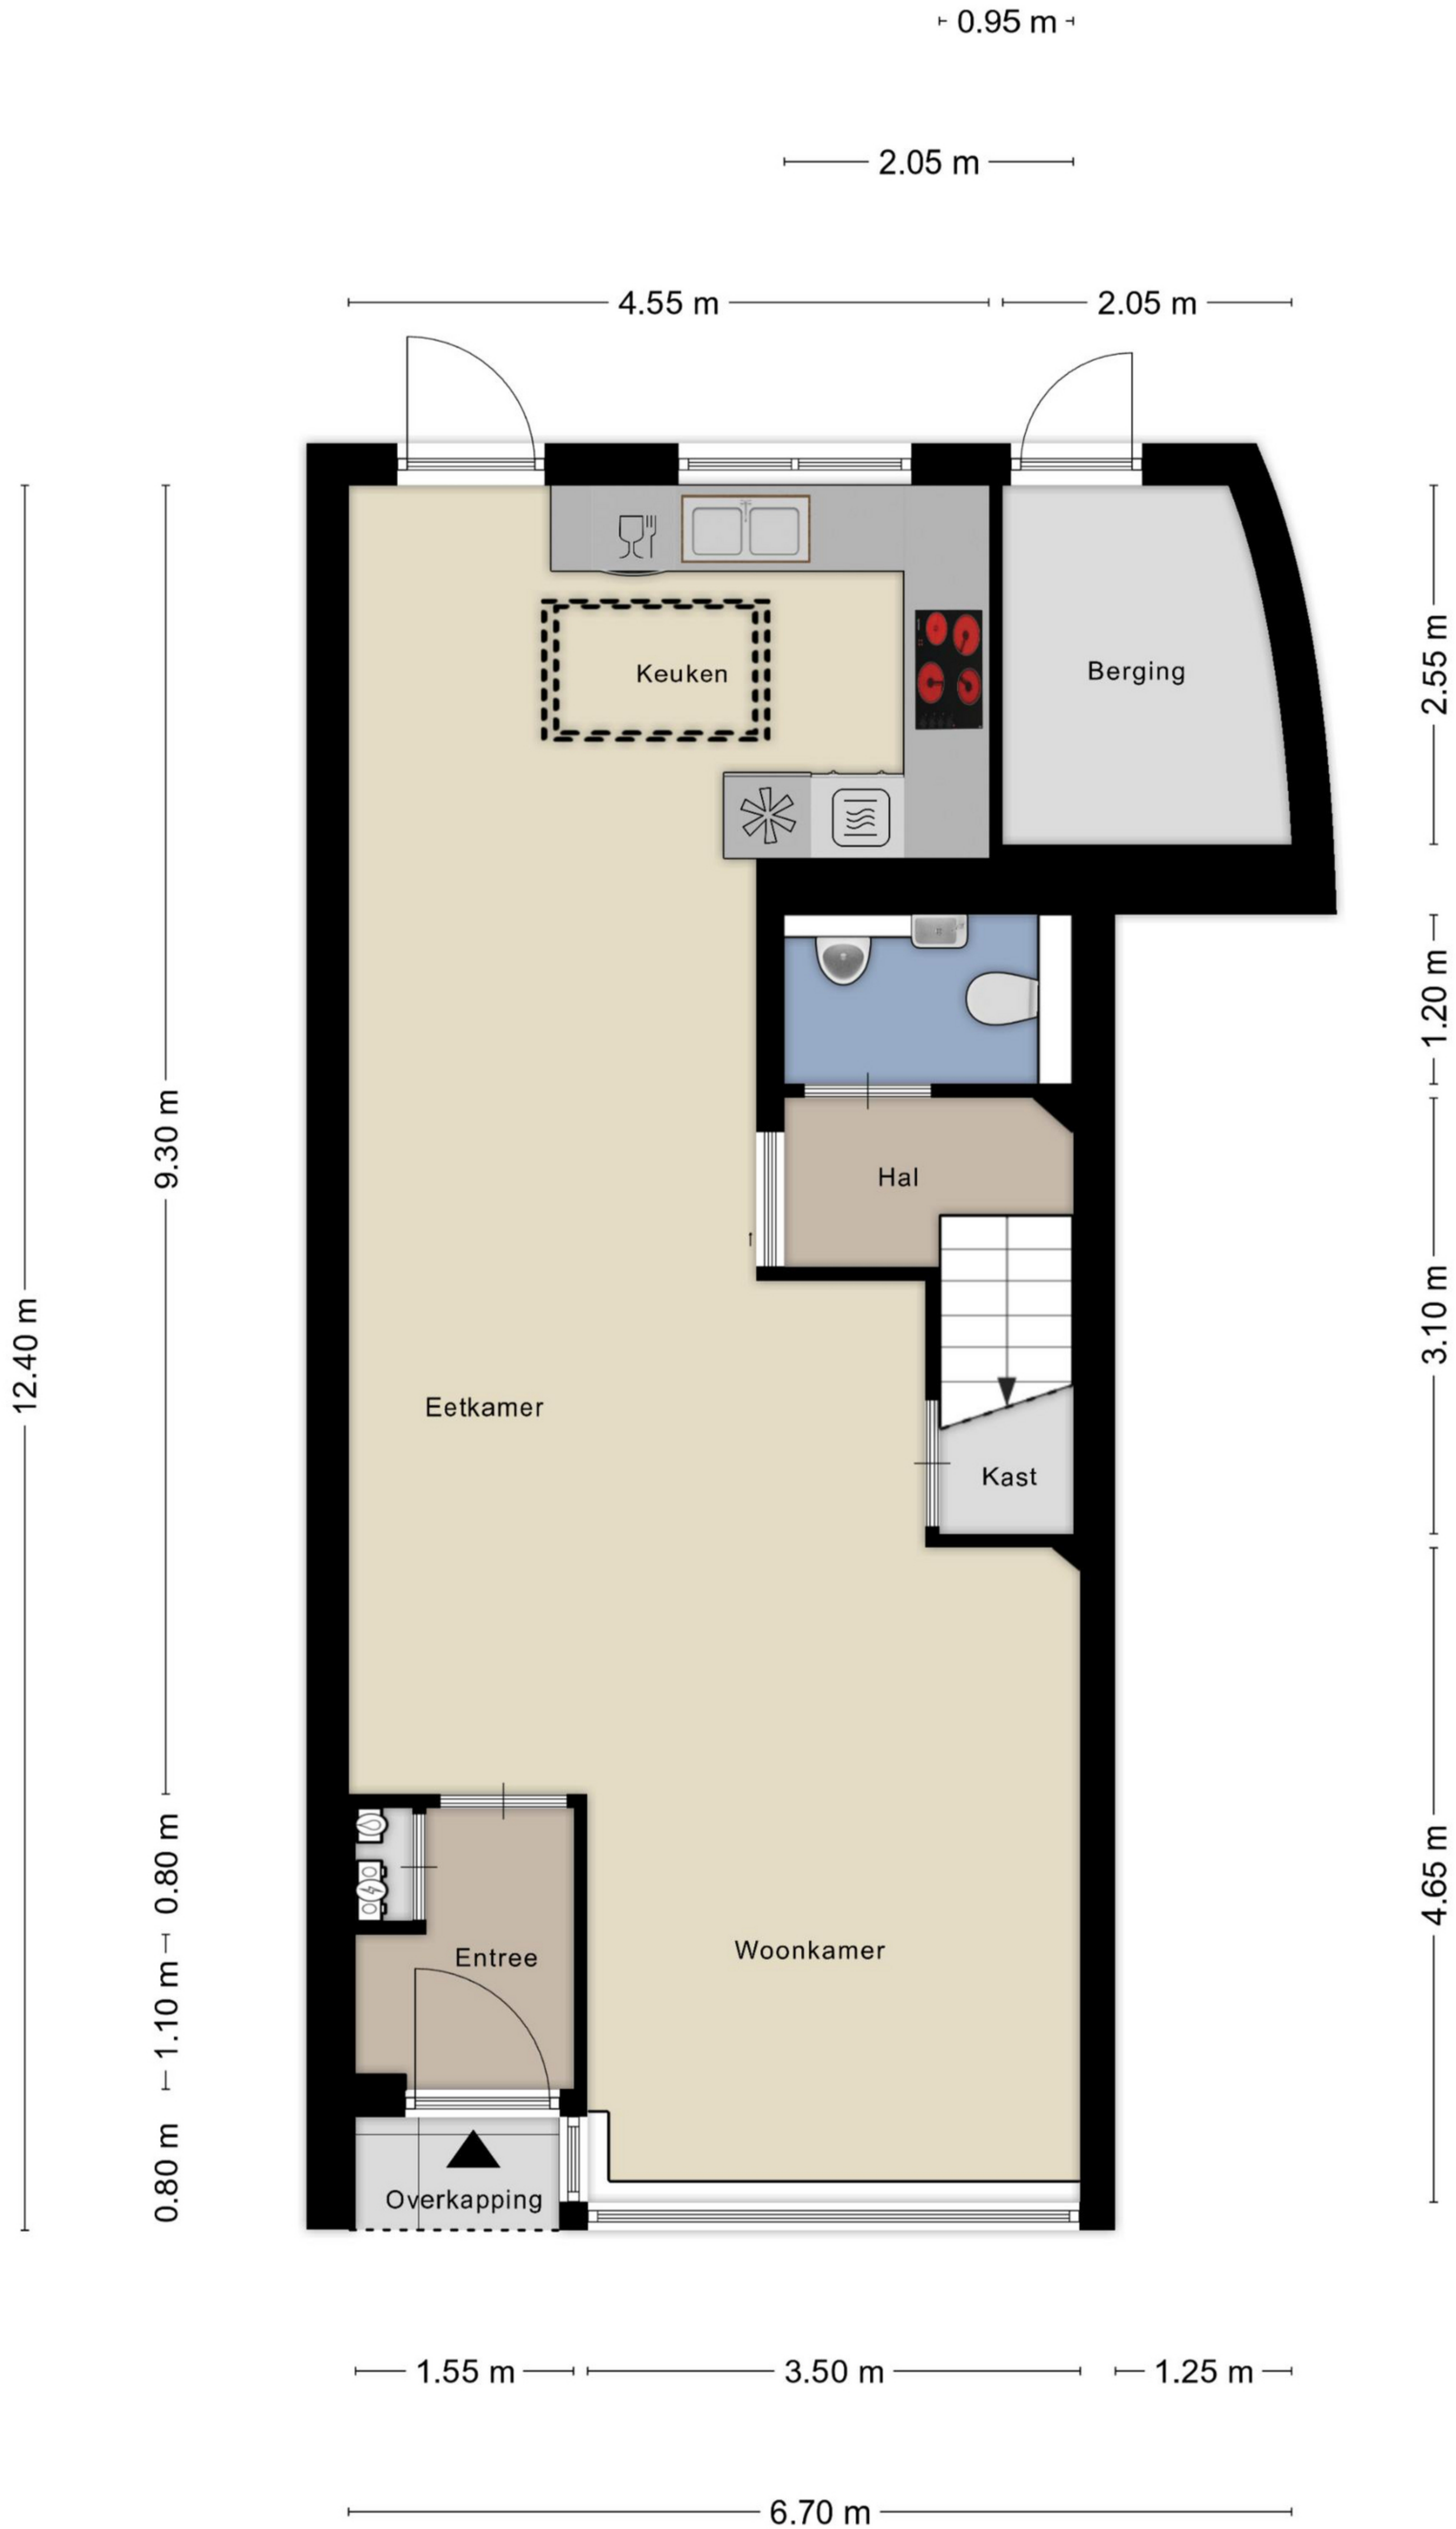 0.95 m
2.05 m
4.55 m
2.05 m
Keuken
Berging
2.55 m
1.20 m
9.30 m
Hal
3.10 m
12.40 m
Eetkamer
Kast
0.80 m
4.65 m
Entree
Woonkamer
1.10 m
0.80 m
Overkapping
1.55 m
3.50 m
1.25 m
6.70 m